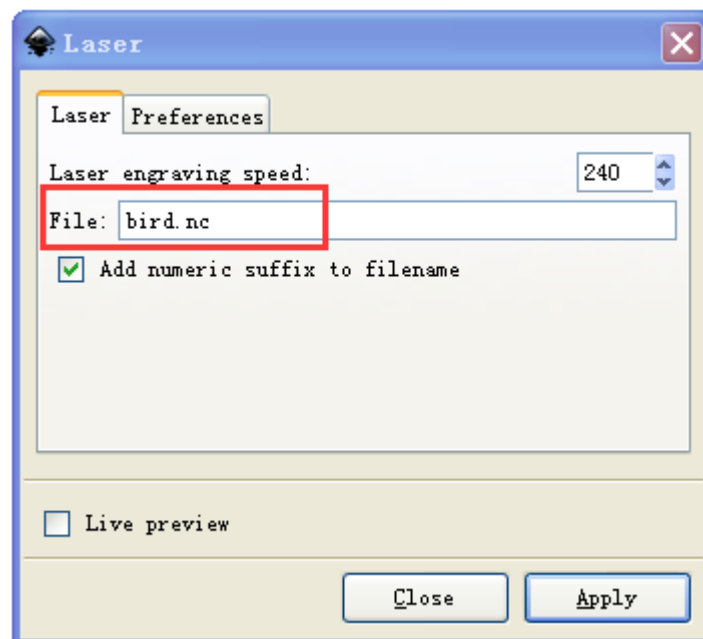 Laser
Laser Preferences
Laser engraving speed: 240
File: bird.nc
Add numeric suffix to filename
Live preview
Close Apply